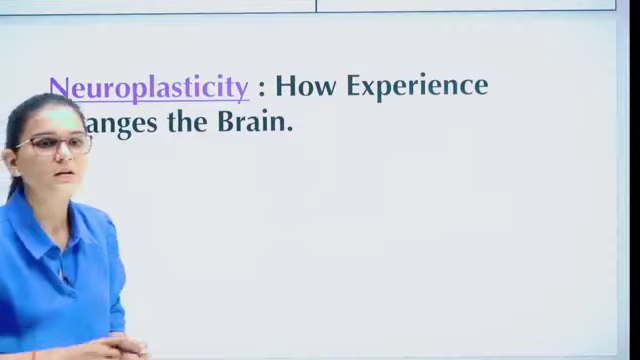 Neuroplasticity : How Experience
anges the Brain.